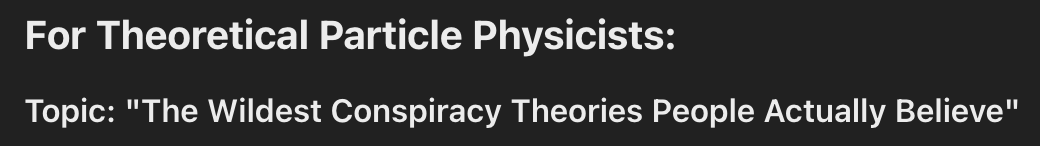 For Theoretical Particle Physicists:
Topic: "The Wildest Conspiracy Theories People Actually Believe"